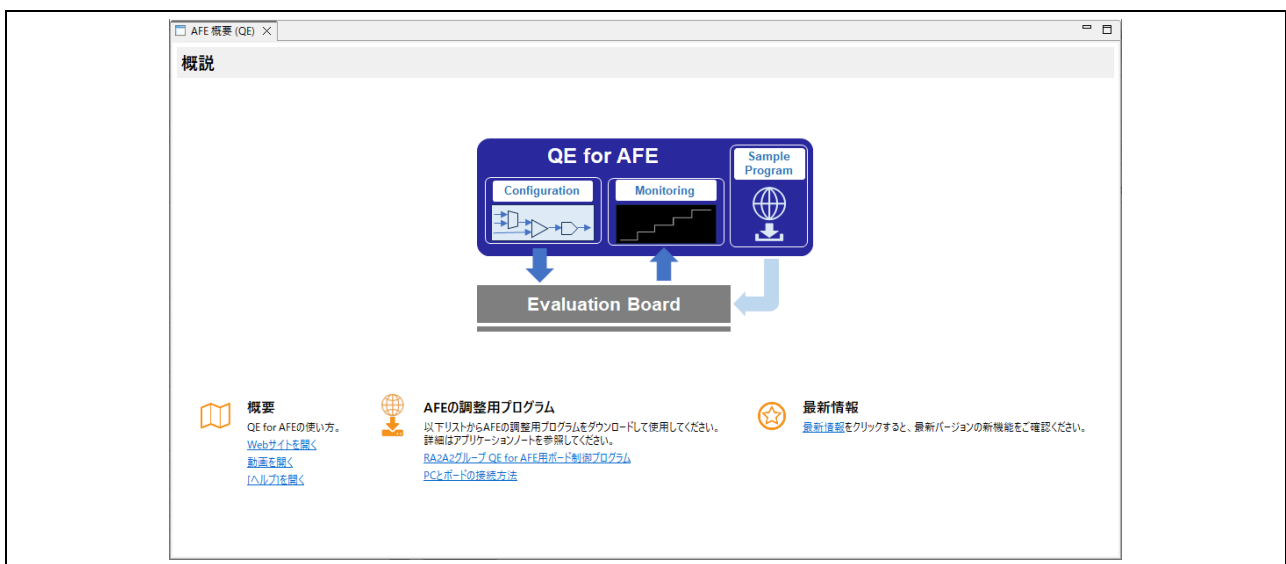 AFE 概要 (QE)
概説
QE for AFE
Configuration
Monitoring
Sample
Program
Evaluation Board
概要
QE for AFEの使い方。
Webサイトを開く
動画を開く
[ヘルプ]を開く
AFEの調整用プログラム
以下リストからAFEの調整用プログラムをダウンロードして使用してください。
詳細はアプリケーションノートを参照してください。
RA2A2グループ QE for AFE用ボード制御プログラム
PCとボードの接続方法
最新情報
最新情報をクリックすると、最新バージョンの新機能をご確認ください。